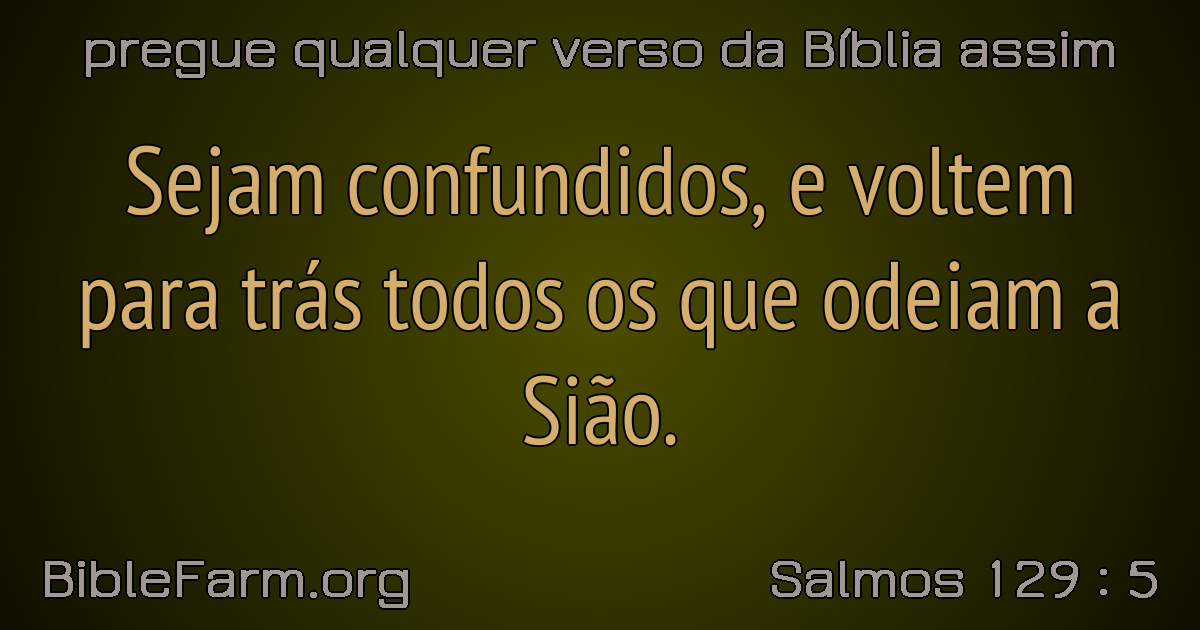 pregue qualquer verso da Bíblia assim
Sejam confundidos, e voltem
para trás todos os que odeiam a
Sião.
BibleFarm.org
Salmos 129 : 5